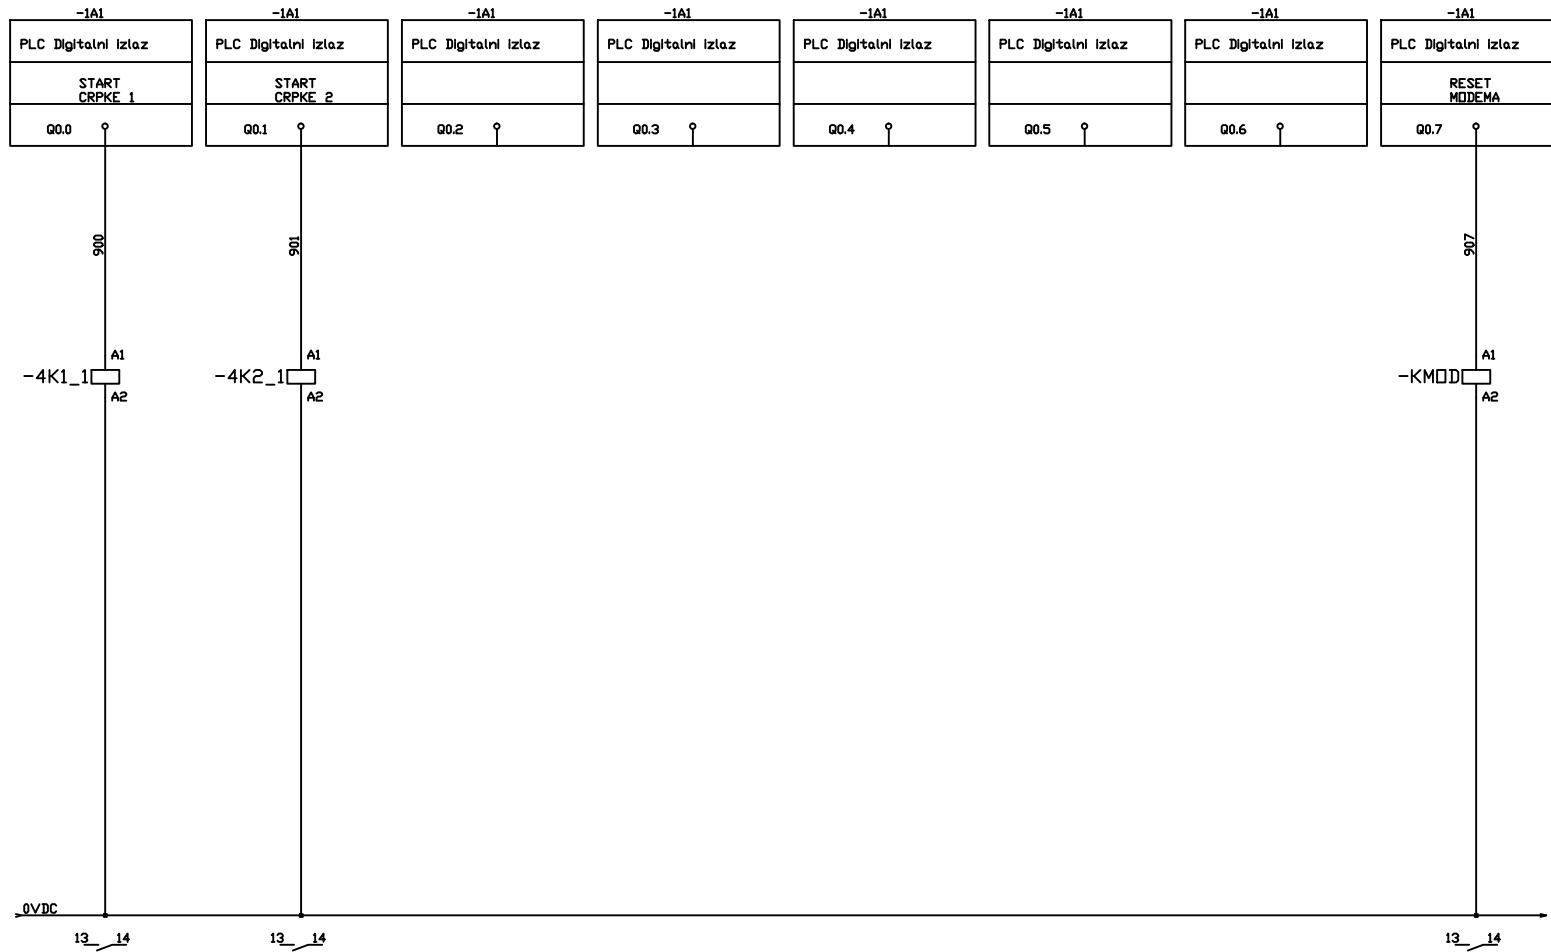 -1A1 -1A1 -1A1 -1A1 -1A1 -1A1 -1A1 -1A1
PLC Digitalni izlaz PLC Digitalni izlaz PLC Digitalni izlaz PLC Digitalni izlaz PLC Digitalni izlaz PLC Digitalni izlaz PLC Digitalni izlaz PLC Digitalni izlaz
START START RESET
CRPKE 1 CRPKE 2 MODEMA
Q0.0 Q0.1 Q0.2 Q0.3 Q0.4 Q0.5 Q0.6 Q0.7
900 901 907
A1 A1 A1
-4K1_1 -4K2_1 -KMOD
A2 A2 A2
0VDC
13 14 13 14 13 14